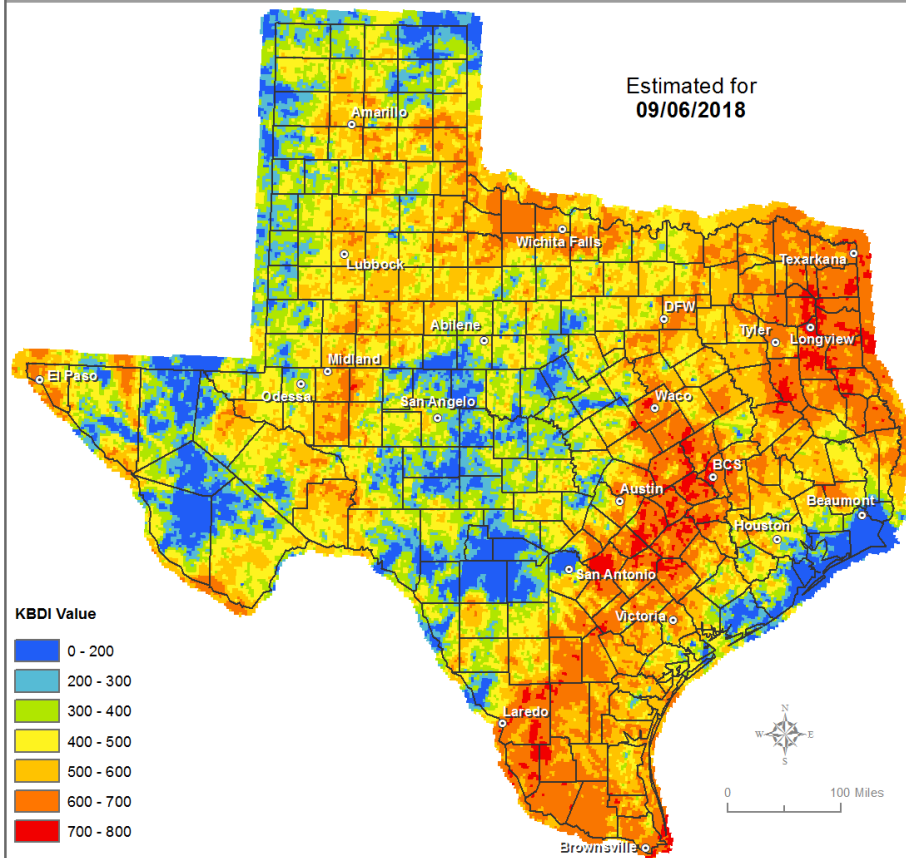 Estimated for
09/06/2018
Amarillo
Wichita Falls
Lubbock
Texarkana
DFW
Abilene
Tyler
Longview
Midland
El Paso
Odessa
San Angelo
Waco
BCS
Austin
Beaumont
Houston
San Antonio
Victoria
Laredo
Brownsville
KBDI Value
0 - 200
200 - 300
300 - 400
400 - 500
500 - 600
600 - 700
700 - 800
N
W E
S
0 100 Miles